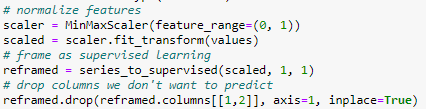 # normalize features
scaler = MinMaxScaler(feature_range=(0, 1))
scaled = scaler.fit_transform(values)
# frame as supervised learning
reframed = series_to_supervised(scaled, 1, 1)
# drop columns we don't want to predict
reframed.drop(reframed.columns[[1,2]], axis=1, inplace=True)